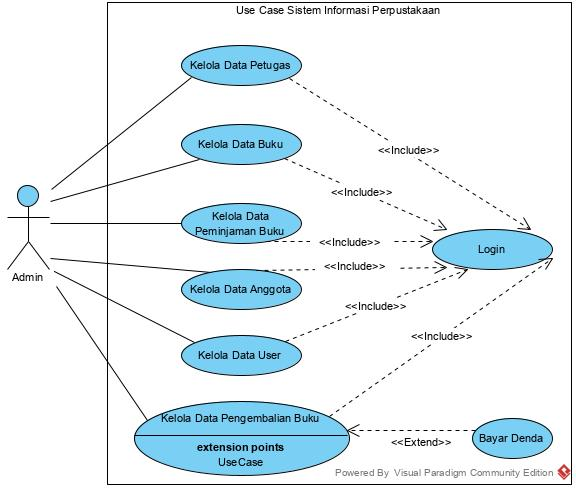 Use Case Sistem Informasi Perpustakaan
Kelola Data Petugas
<<Include>>
Kelola Data Buku
<<Include>>
Kelola Data
Peminjaman Buku
<<Include>>
Login
Admin
<<Include>>
Kelola Data Anggota
<<Include>>
Kelola Data User
<<Include>>
Kelola Data Pengembalian Buku
extension points
UseCase
<<Extend>>
Bayar Denda
Powered By Visual Paradigm Community Edition